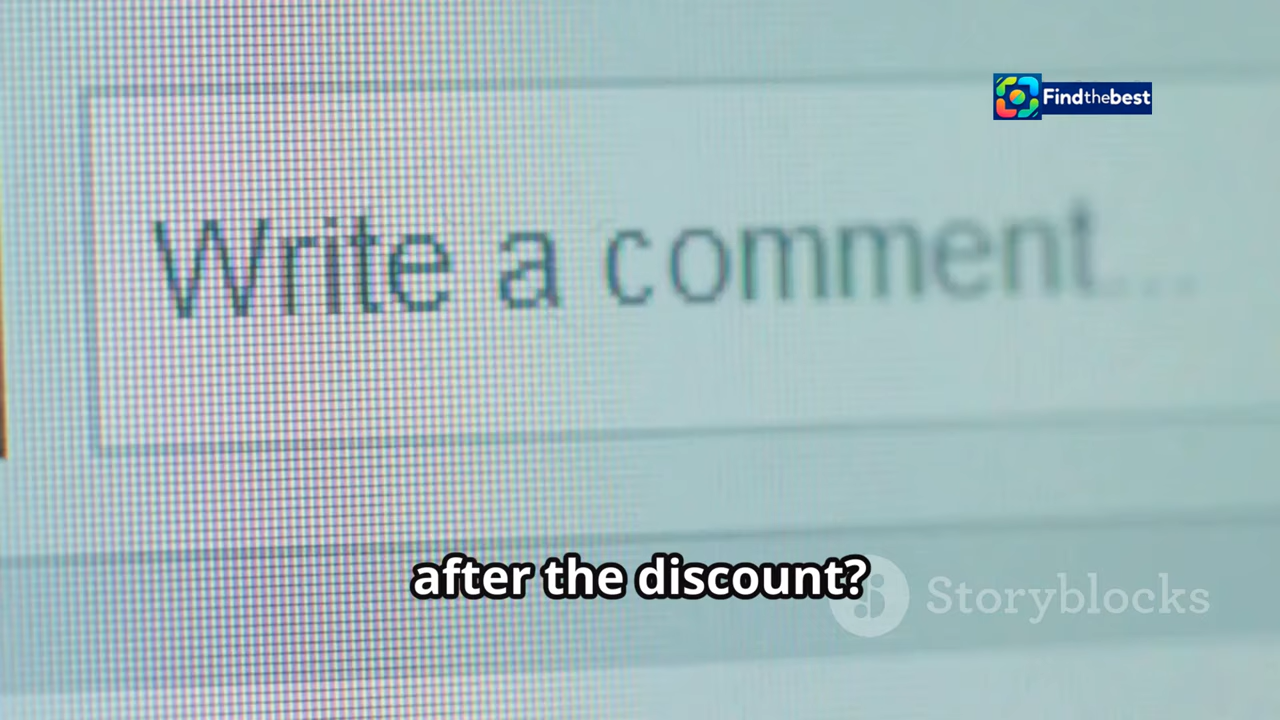 Findthebest
Write a comment...
after the discount?
Storyblocks